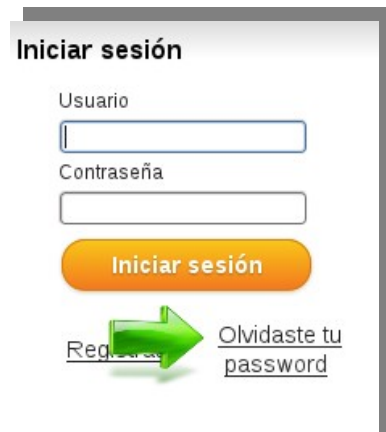 Iniciar sesión
Usuario
Contraseña
Iniciar sesión
Olvidaste tu
password